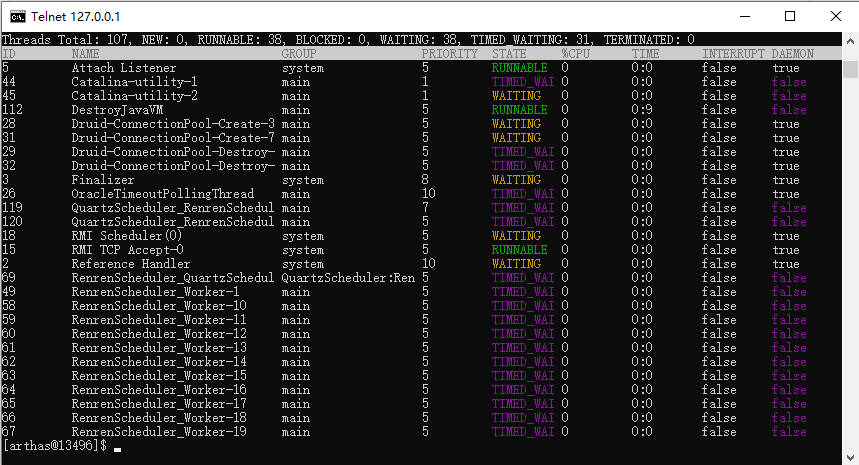 Telnet 127.0.0.1
Threads Total: 107, NEW: 0, RUNNABLE: 38, BLOCKED: 0, WAITING: 38, TIMED_WAITING: 31, TERMINATED: 0
ID NAME GROUP PRIORITY STATE %CPU TIME INTERRUPT DAEMON
5 Attach Listener system 5 RUNNABLE 0 0:0 false true
44 Catalina-utility-1 main 1 TIMED_WAI 0 0:0 false false
45 Catalina-utility-2 main 1 WAITING 0 0:0 false false
112 DestroyJavaVM main 5 RUNNABLE 0 0:9 false false
28 Druid-ConnectionPool-Create-3 main 5 WAITING 0 0:0 false true
31 Druid-ConnectionPool-Create-7 main 5 WAITING 0 0:0 false true
29 Druid-ConnectionPool-Destroy- main 5 TIMED_WAI 0 0:0 false true
32 Druid-ConnectionPool-Destroy- main 5 TIMED_WAI 0 0:0 false true
3 Finalizer system 8 WAITING 0 0:0 false true
26 OracleTimeoutPollingThread main 10 TIMED_WAI 0 0:0 false true
119 QuartzScheduler_RenrenSchedul main 7 TIMED_WAI 0 0:0 false false
120 QuartzScheduler_RenrenSchedul main 5 TIMED_WAI 0 0:0 false false
18 RMI Scheduler(0) system 5 WAITING 0 0:0 false true
15 RMI TCP Accept-0 system 5 RUNNABLE 0 0:0 false true
2 Reference Handler system 10 WAITING 0 0:0 false true
69 RenrenScheduler_QuartzSchedul QuartzScheduler:Ren 5 TIMED_WAI 0 0:0 false false
49 RenrenScheduler_Worker-1 main 5 TIMED_WAI 0 0:0 false false
58 RenrenScheduler_Worker-10 main 5 TIMED_WAI 0 0:0 false false
59 RenrenScheduler_Worker-11 main 5 TIMED_WAI 0 0:0 false false
60 RenrenScheduler_Worker-12 main 5 TIMED_WAI 0 0:0 false false
61 RenrenScheduler_Worker-13 main 5 TIMED_WAI 0 0:0 false false
62 RenrenScheduler_Worker-14 main 5 TIMED_WAI 0 0:0 false false
63 RenrenScheduler_Worker-15 main 5 TIMED_WAI 0 0:0 false false
64 RenrenScheduler_Worker-16 main 5 TIMED_WAI 0 0:0 false false
65 RenrenScheduler_Worker-17 main 5 TIMED_WAI 0 0:0 false false
66 RenrenScheduler_Worker-18 main 5 TIMED_WAI 0 0:0 false false
67 RenrenScheduler_Worker-19 main 5 TIMED_WAI 0 0:0 false false
[arthas@13496]$